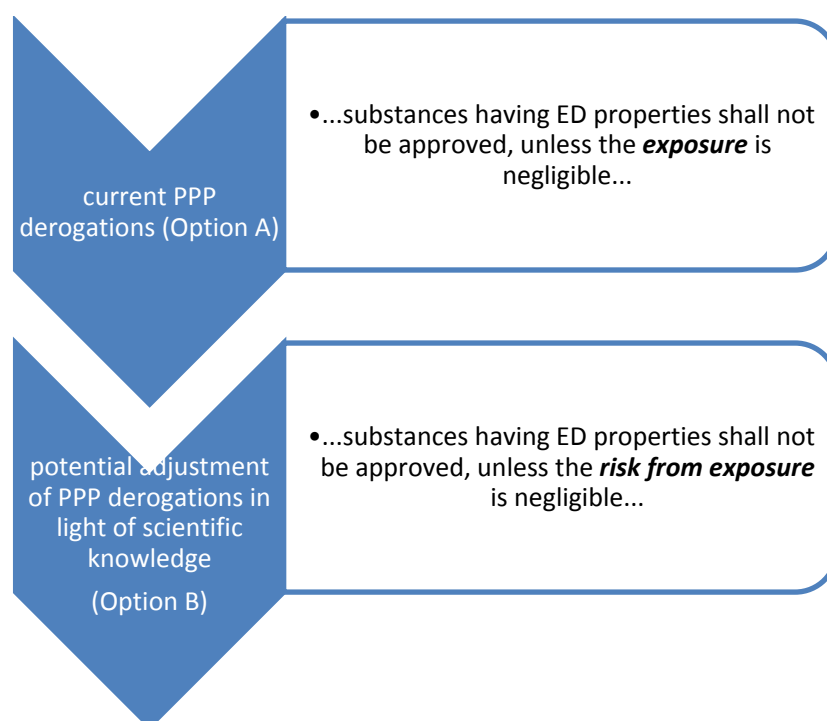 current PPP
derogations (Option A)
•...substances having ED properties shall not
be approved, unless the exposure is
negligible...
potential adjustment
of PPP derogations in
light of scientific
knowledge
(Option B)
•...substances having ED properties shall not
be approved, unless the risk from exposure
is negligible...